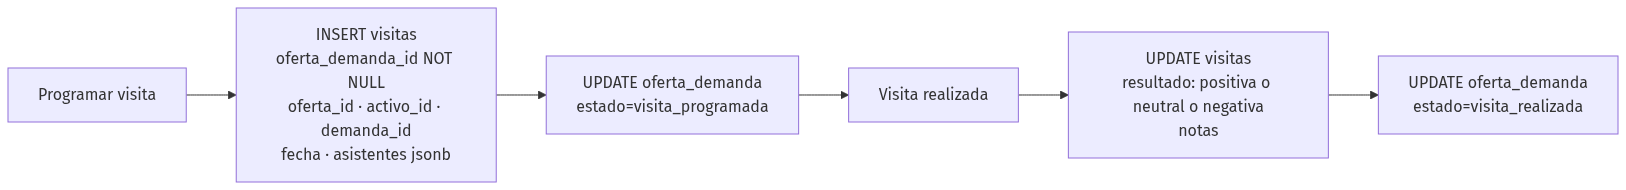 Programar visita
INSERT visitas
oferta_demanda_id NOT
NULL
oferta_id · activo_id ·
demanda_id
fecha · asistentes jsonb
UPDATE oferta_demanda
estado=visita_programada
Visita realizada
UPDATE visitas
resultado: positiva o
neutral o negativa
notas
UPDATE oferta_demanda
estado=visita_realizada